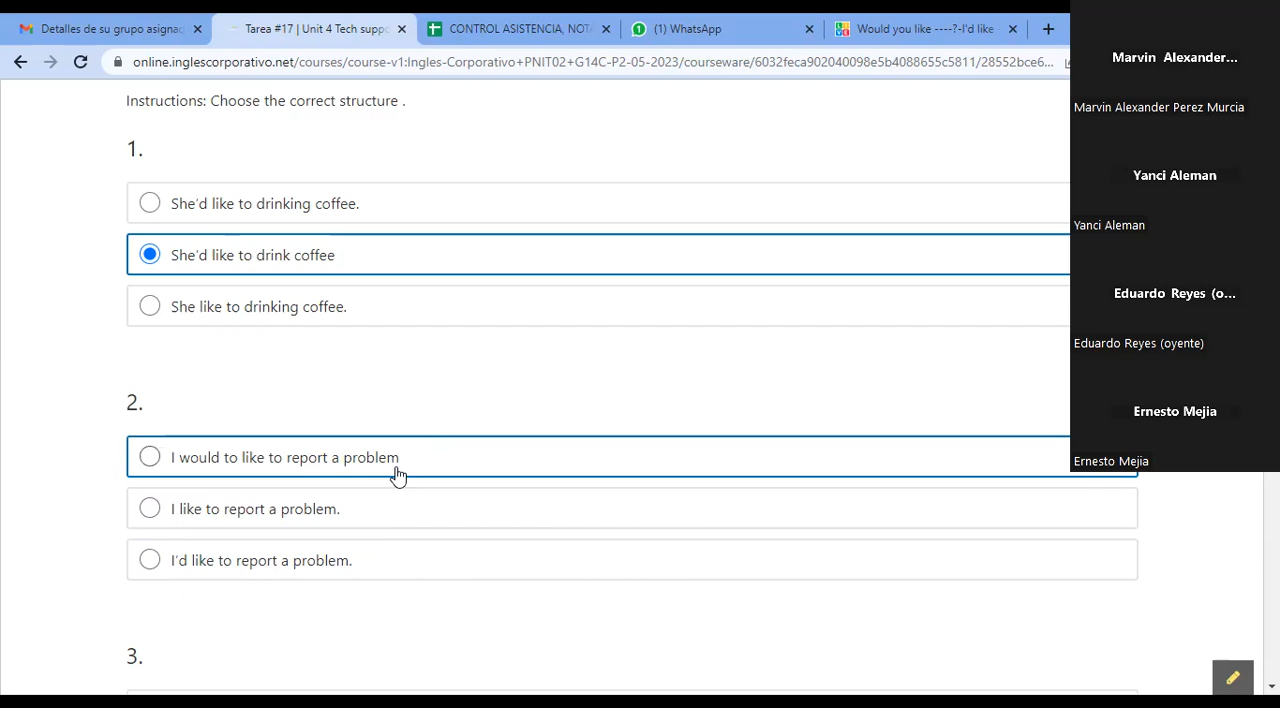 Detalles de su grupo asignac
Tarea #17 | Unit 4 Tech suppo
CONTROL ASISTENCIA, NOTA
(1) WhatsApp
Would you like ----?-I'd like
online.inglescorporativo.net/courses/course-v1:Ingles-Corporativo+PNIT02+G14C-P2-05-2023/courseware/6032feca902040098e5b4088655c5811/28552bce6...
Instructions: Choose the correct structure .
1.
She'd like to drinking coffee.
She'd like to drink coffee
She like to drinking coffee.
2.
I would to like to report a problem
I like to report a problem.
I'd like to report a problem.
3.
Marvin Alexander...
Marvin Alexander Perez Murcia
Yanci Aleman
Yanci Aleman
Eduardo Reyes (o...
Eduardo Reyes (oyente)
Ernesto Mejia
Ernesto Mejia